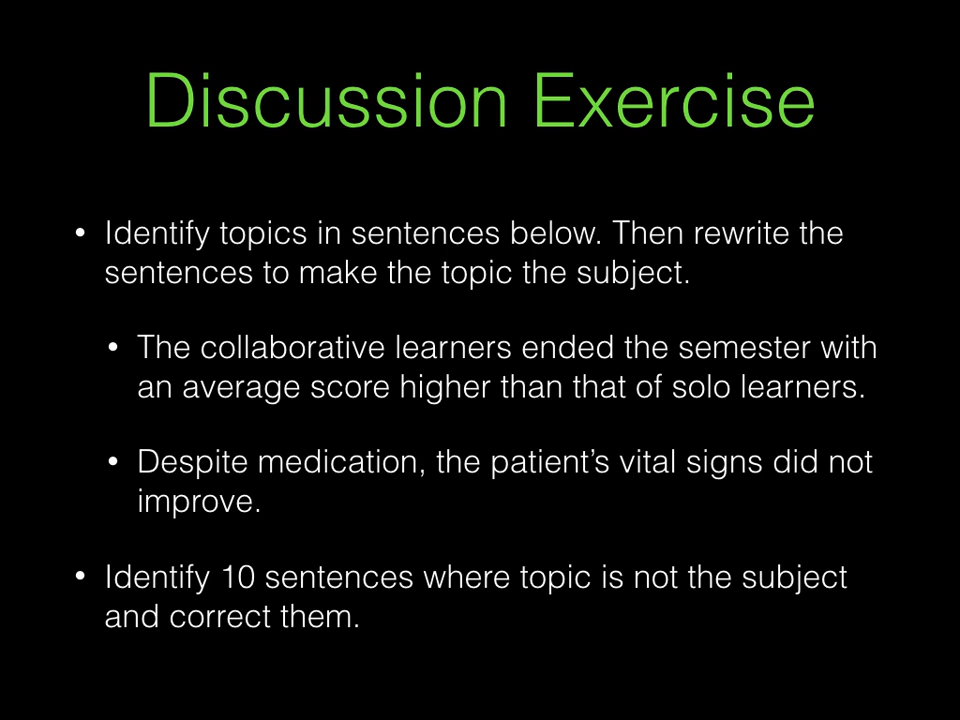 Discussion Exercise
• Identify topics in sentences below. Then rewrite the
sentences to make the topic the subject.
• The collaborative learners ended the semester with
an average score higher than that of solo learners.
• Despite medication, the patient’s vital signs did not
improve.
• Identify 10 sentences where topic is not the subject
and correct them.